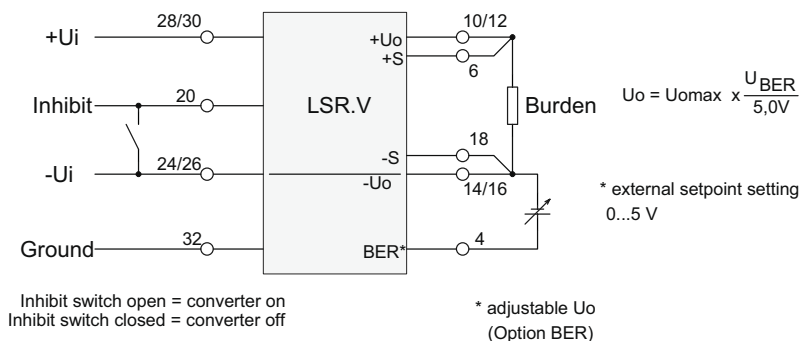 28/30
10/12
+Ui
+Uo
+S
6
20
Inhibit
LSR.V
Burden
Uo = Uomax x U BER
5,0V
18
-S
24/26
-Ui
-Uo
14/16
* external setpoint setting
0...5 V
32
Ground
BER*
4
Inhibit switch open = converter on
Inhibit switch closed = converter off
* adjustable Uo
(Option BER)